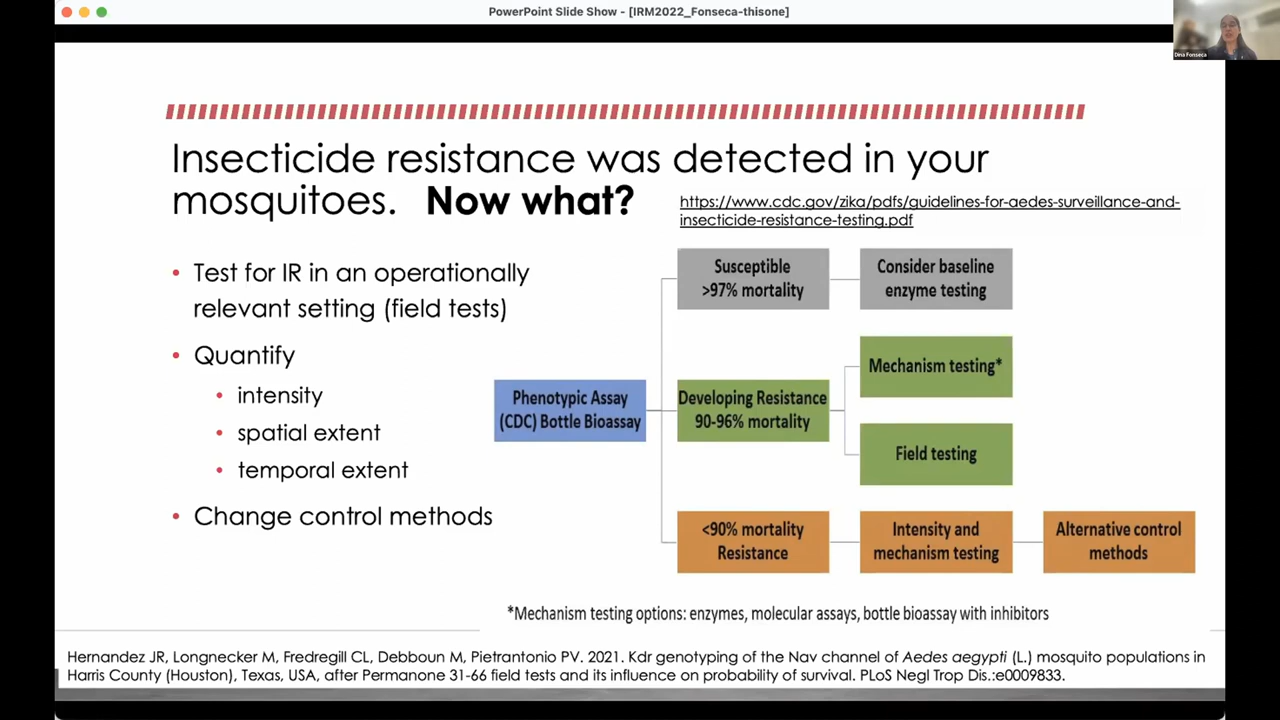 PowerPoint Slide Show - [IRM2022_Fonseca-thisone]
Dina Fonseca
Insecticide resistance was detected in your
mosquitoes. Now what?
https://www.cdc.gov/zika/pdfs/guidelines-for-aedes-surveillance-and-
insecticide-resistance-testing.pdf
• Test for IR in an operationally
relevant setting (field tests)
• Quantify
• intensity
• spatial extent
• temporal extent
• Change control methods
Phenotypic Assay
(CDC) Bottle Bioassay
Susceptible
>97% mortality
Consider baseline
enzyme testing
Developing Resistance
90-96% mortality
Mechanism testing*
Field testing
<90% mortality
Resistance
Intensity and
mechanism testing
Alternative control
methods
*Mechanism testing options: enzymes, molecular assays, bottle bioassay with inhibitors
Hernandez JR, Longnecker M, Fredregill CL, Debboun M, Pietrantonio PV. 2021. Kdr genotyping of the Nav channel of Aedes aegypti (L.) mosquito populations in
Harris County (Houston), Texas, USA, after Permanone 31-66 field tests and its influence on probability of survival. PLoS Negl Trop Dis.:e0009833.